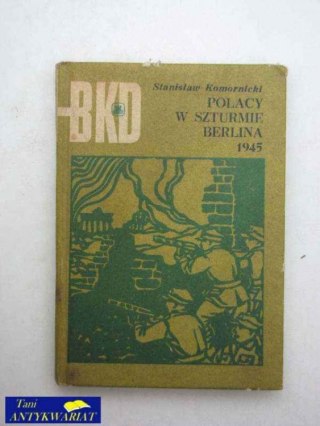 BKD
Stanisław Komornicki
POLACY
W SZTURMIE
BERLINA
1945
Tani
ANTYKWARIAT